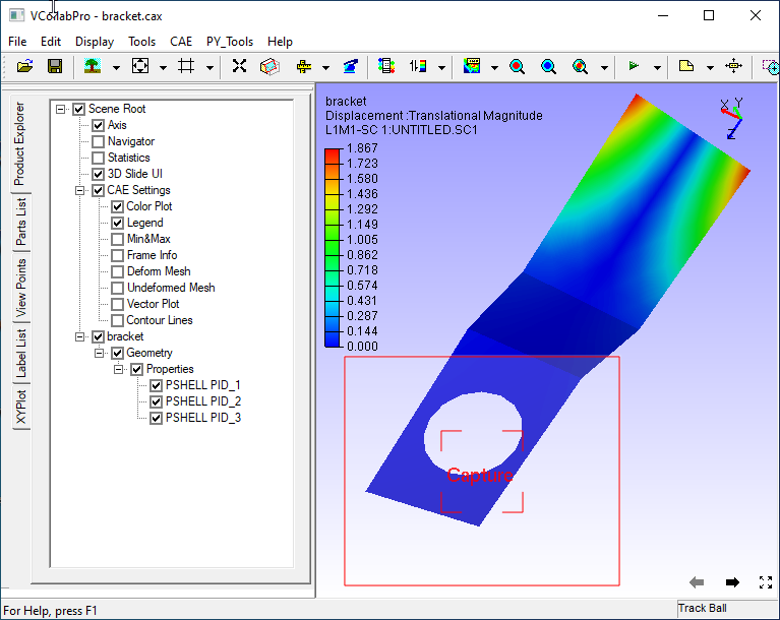 VCollabPro - bracket.cax
File Edit Display Tools CAE PY_Tools Help
Product Explorer
Parts List
View Points
Label List
XYPlot
Scene Root
Axis
Navigator
Statistics
3D Slide UI
CAE Settings
Color Plot
Legend
Min&Max
Frame Info
Deform Mesh
Undeformed Mesh
Vector Plot
Contour Lines
bracket
Geometry
Properties
PSHELL PID_1
PSHELL PID_2
PSHELL PID_3
bracket
Displacement :Translational Magnitude
L1M1-SC 1:UNTITLED.SC1
1.867
1.723
1.580
1.436
1.292
1.149
1.005
0.862
0.718
0.574
0.431
0.287
0.144
0.000
X Y
Z
Capture
For Help, press F1
Track Ball